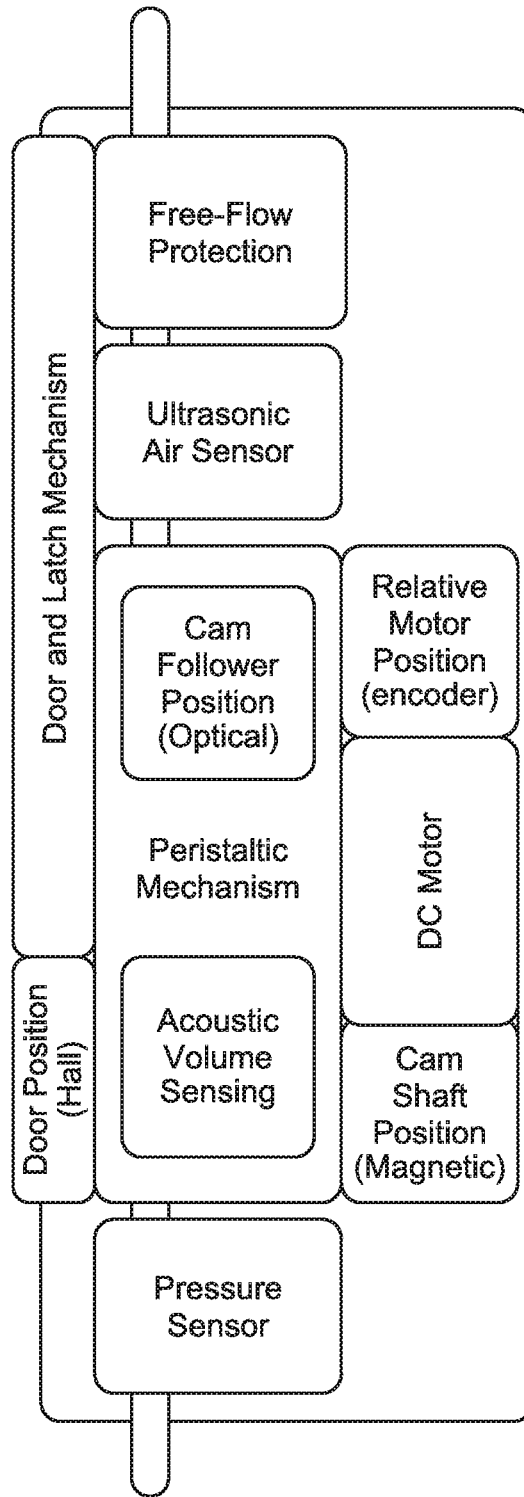 Free-Flow
Protection
Ultrasonic
Air Sensor
Door and Latch Mechanism
Cam
Follower
Position
(Optical)
Relative
Motor
Position
(encoder)
Peristaltic
Mechanism
DC Motor
Door Position
(Hall)
Acoustic
Volume
Sensing
Cam
Shaft
Position
(Magnetic)
Pressure
Sensor